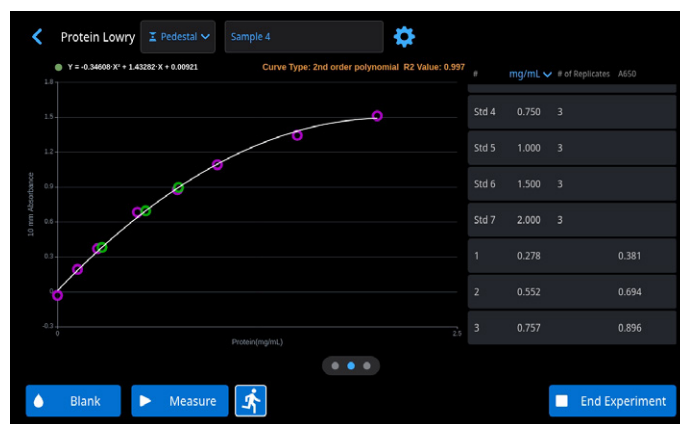 Protein Lowry Pedestal Sample 4
Y = -0.34608·X² + 1.43282·X + 0.00921 Curve Type: 2nd order polynomial R2 Value: 0.997
# mg/mL # of Replicates A650
Std 4 0.750 3
Std 5 1.000 3
Std 6 1.500 3
Std 7 2.000 3
1 0.278 0.381
2 0.552 0.694
3 0.757 0.896
10 mm Absorbance
1.8
1.5
1.2
0.9
0.6
0.3
0
-0.3
0 2.5
Protein(mg/mL)
Blank Measure End Experiment